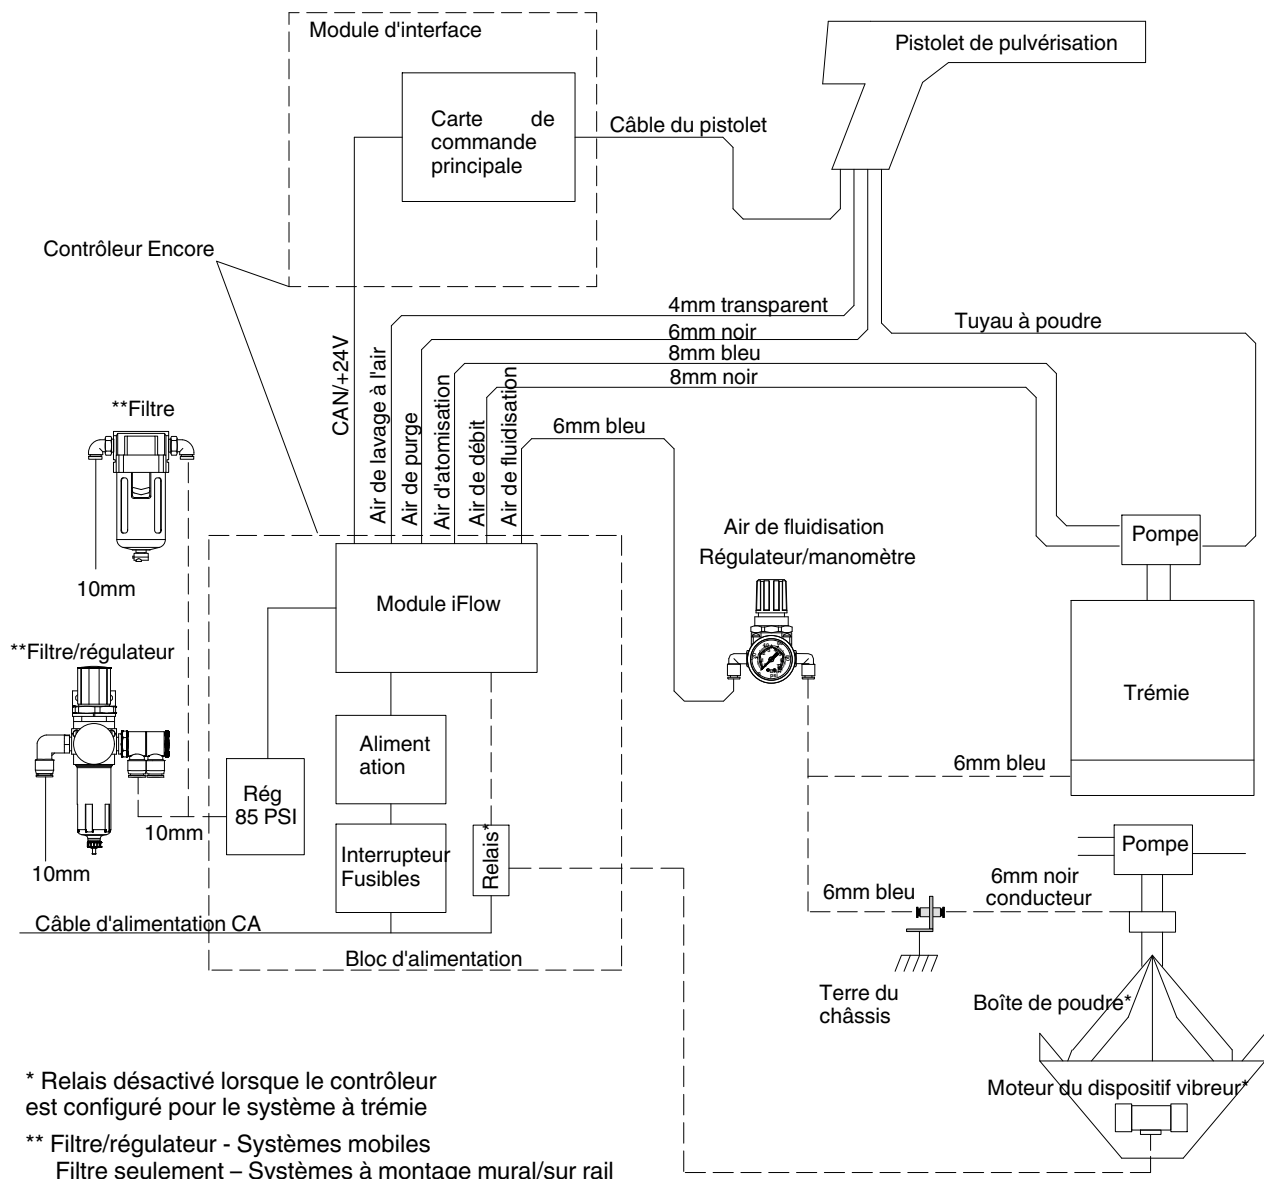 Module d'interface
Pistolet de pulvérisation
Carte de
commande
principale
Câble du pistolet
Contrôleur Encore
4mm transparent
6mm noir
8mm bleu
8mm noir
Tuyau à poudre
CAN/+24V
Air de lavage à l'air
Air de purge
Air d'atomisation
Air de débit
Air de fluidisation
6mm bleu
**Filtre
10mm
Air de fluidisation
Régulateur/manomètre
Pompe
Module iFlow
**Filtre/régulateur
Trémie
Aliment
ation
6mm bleu
Rég
85 PSI
10mm
Interrupteur
Fusibles
Relais*
Pompe
10mm
6mm bleu
6mm noir
conducteur
Câble d'alimentation CA
Bloc d'alimentation
Terre du
châssis
Boîte de poudre*
Moteur du dispositif vibreur*
* Relais désactivé lorsque le contrôleur
est configuré pour le système à trémie
** Filtre/régulateur - Systèmes mobiles
Filtre seulement – Systèmes à montage mural/sur rail